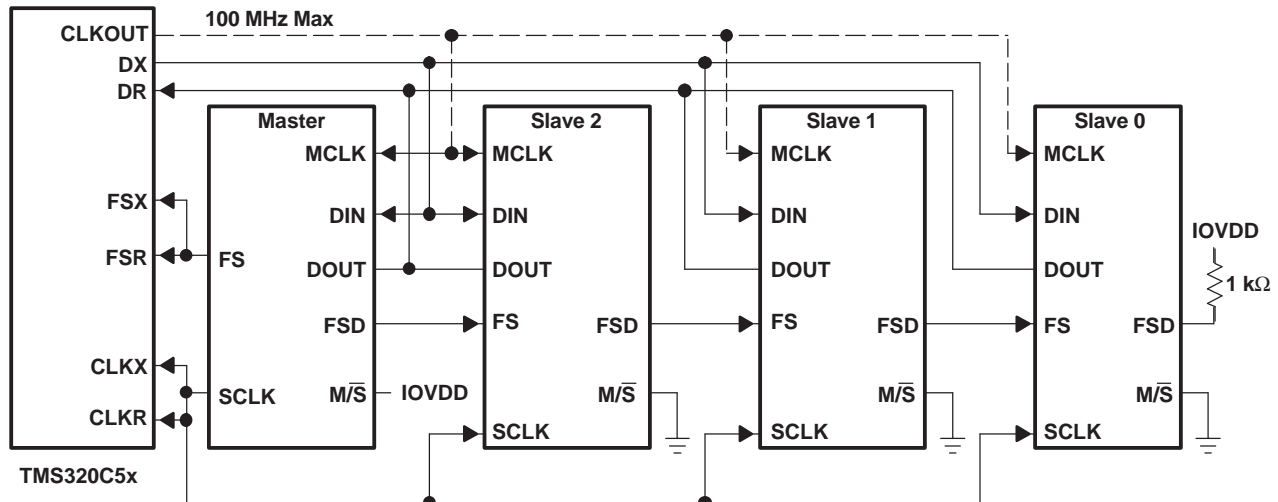 100 MHz Max
CLKOUT
DX
DR
FSX
FSR
CLKX
CLKR
TMS320C5x
Master
MCLK
DIN
FS
DOUT
FSD
SCLK
M/S̅
IOVDD
Slave 2
MCLK
DIN
DOUT
FS
FSD
M/S̅
SCLK
Slave 1
MCLK
DIN
DOUT
FS
FSD
M/S̅
SCLK
Slave 0
MCLK
DIN
DOUT
FS
FSD
M/S̅
SCLK
IOVDD
1 kΩ